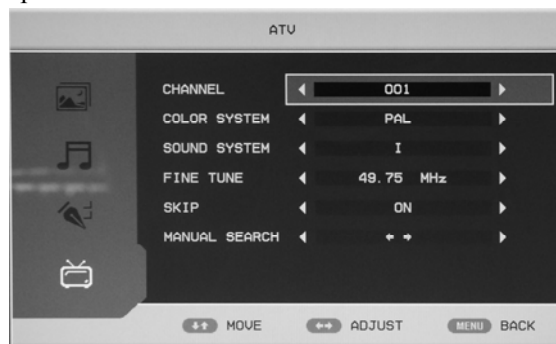 ATV
CHANNEL 001
COLOR SYSTEM PAL
SOUND SYSTEM I
FINE TUNE 49.75 MHz
SKIP ON
MANUAL SEARCH
MOVE ADJUST MENU BACK